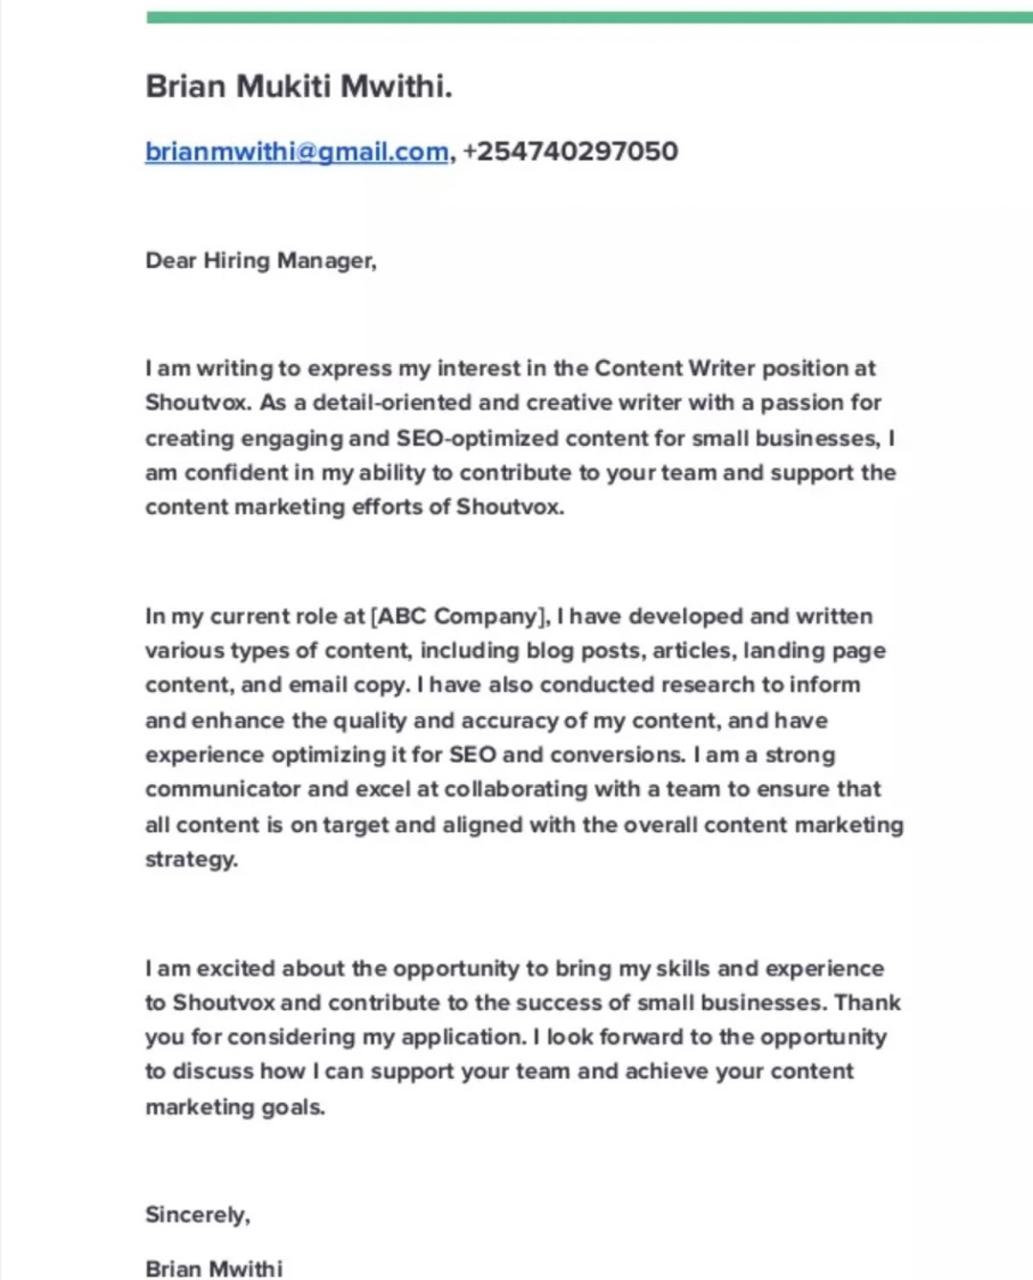 Brian Mukiti Mwithi.
brianmwithi@gmail.com, +254740297050
Dear Hiring Manager,
I am writing to express my interest in the Content Writer position at
Shoutvox. As a detail-oriented and creative writer with a passion for
creating engaging and SEO-optimized content for small businesses, I
am confident in my ability to contribute to your team and support the
content marketing efforts of Shoutvox.
In my current role at [ABC Company], I have developed and written
various types of content, including blog posts, articles, landing page
content, and email copy. I have also conducted research to inform
and enhance the quality and accuracy of my content, and have
experience optimizing it for SEO and conversions. I am a strong
communicator and excel at collaborating with a team to ensure that
all content is on target and aligned with the overall content marketing
strategy.
I am excited about the opportunity to bring my skills and experience
to Shoutvox and contribute to the success of small businesses. Thank
you for considering my application. I look forward to the opportunity
to discuss how I can support your team and achieve your content
marketing goals.
Sincerely,
Brian Mwithi